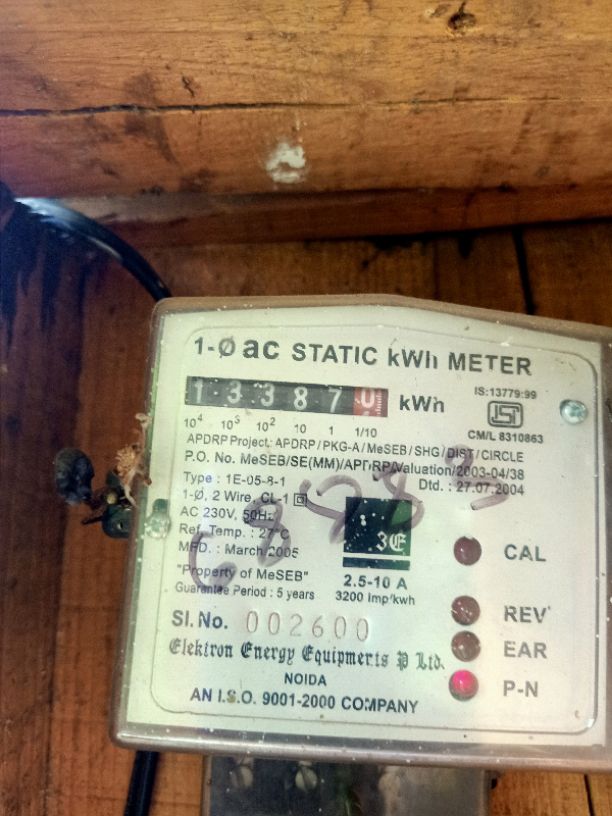 1-Ø ac STATIC kWh METER
1 3 3 8 7 0 kWh
10⁴ 10³ 10² 10 1 1/10
IS:13779:99
ISI
CM/L 8310863
APDRP Project: APDRP / PKG-A / MeSEB / SHG / DIST / CIRCLE
P.O. No. MeSEB/SE(MM)/APDRP/Valuation/2003-04/38
Dtd. : 27.07.2004
Type : 1E-05-8-1
1-Ø, 2 Wire, CL-1
AC 230V, 50Hz
Ref. Temp. : 27°C
MFD. : March 2005
"Property of MeSEB"
Guarantee Period : 5 years
3E
2.5-10 A
3200 Imp/kwh
CAL
REV
EAR
P-N
Sl. No. 002600
Elektron Energy Equipments P Ltd.
NOIDA
AN I.S.O. 9001-2000 COMPANY